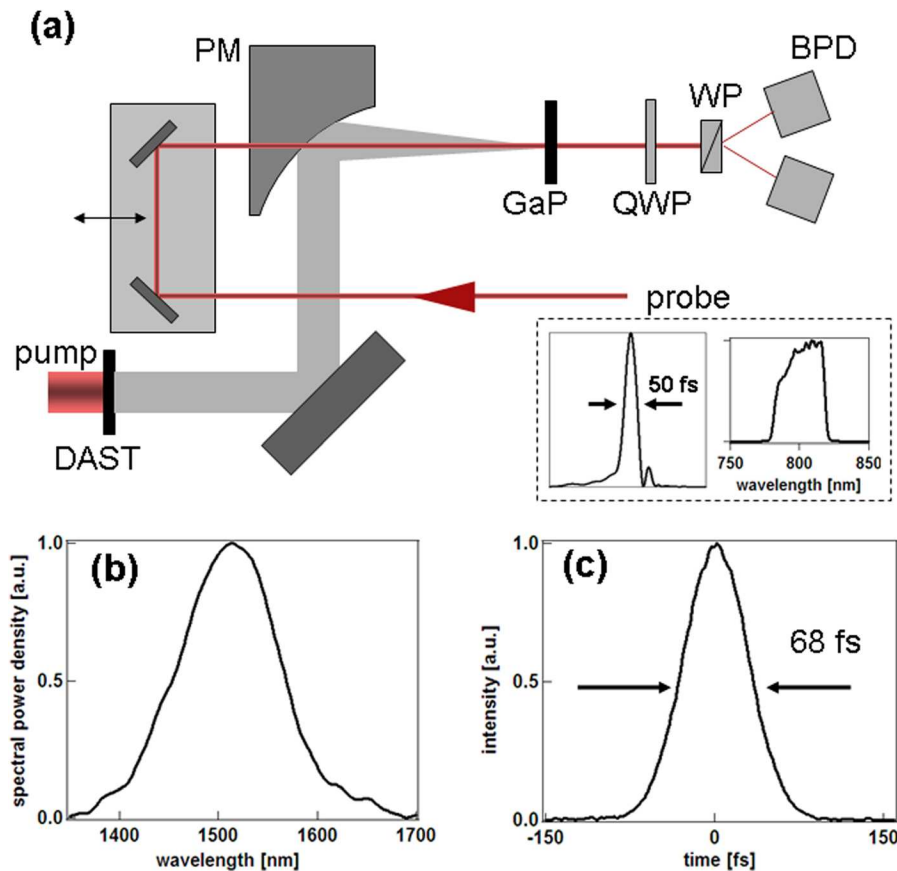 (a)
PM
BPD
WP
GaP
QWP
probe
pump
DAST
50 fs
750 800 850
wavelength [nm]
(b)
spectral power density [a.u.]
1.0
0.5
0.0
1400 1500 1600 1700
wavelength [nm]
(c)
intensity [a.u.]
1.0
0.5
0.0
68 fs
-150 0 150
time [fs]